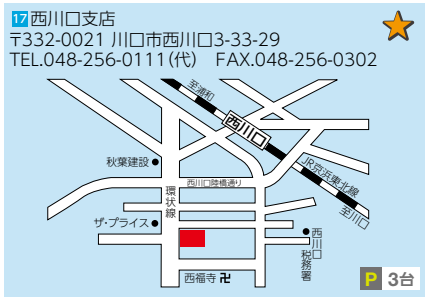 17 西川口支店
〒332-0021 川口市西川口3-33-29
TEL.048-256-0111(代) FAX.048-256-0302
至浦和
西川口
秋葉建設
JR京浜東北線
西川口陸橋通り
環状線
至川口
ザ・プライス
西川口税務署
西福寺 卍
P 3台